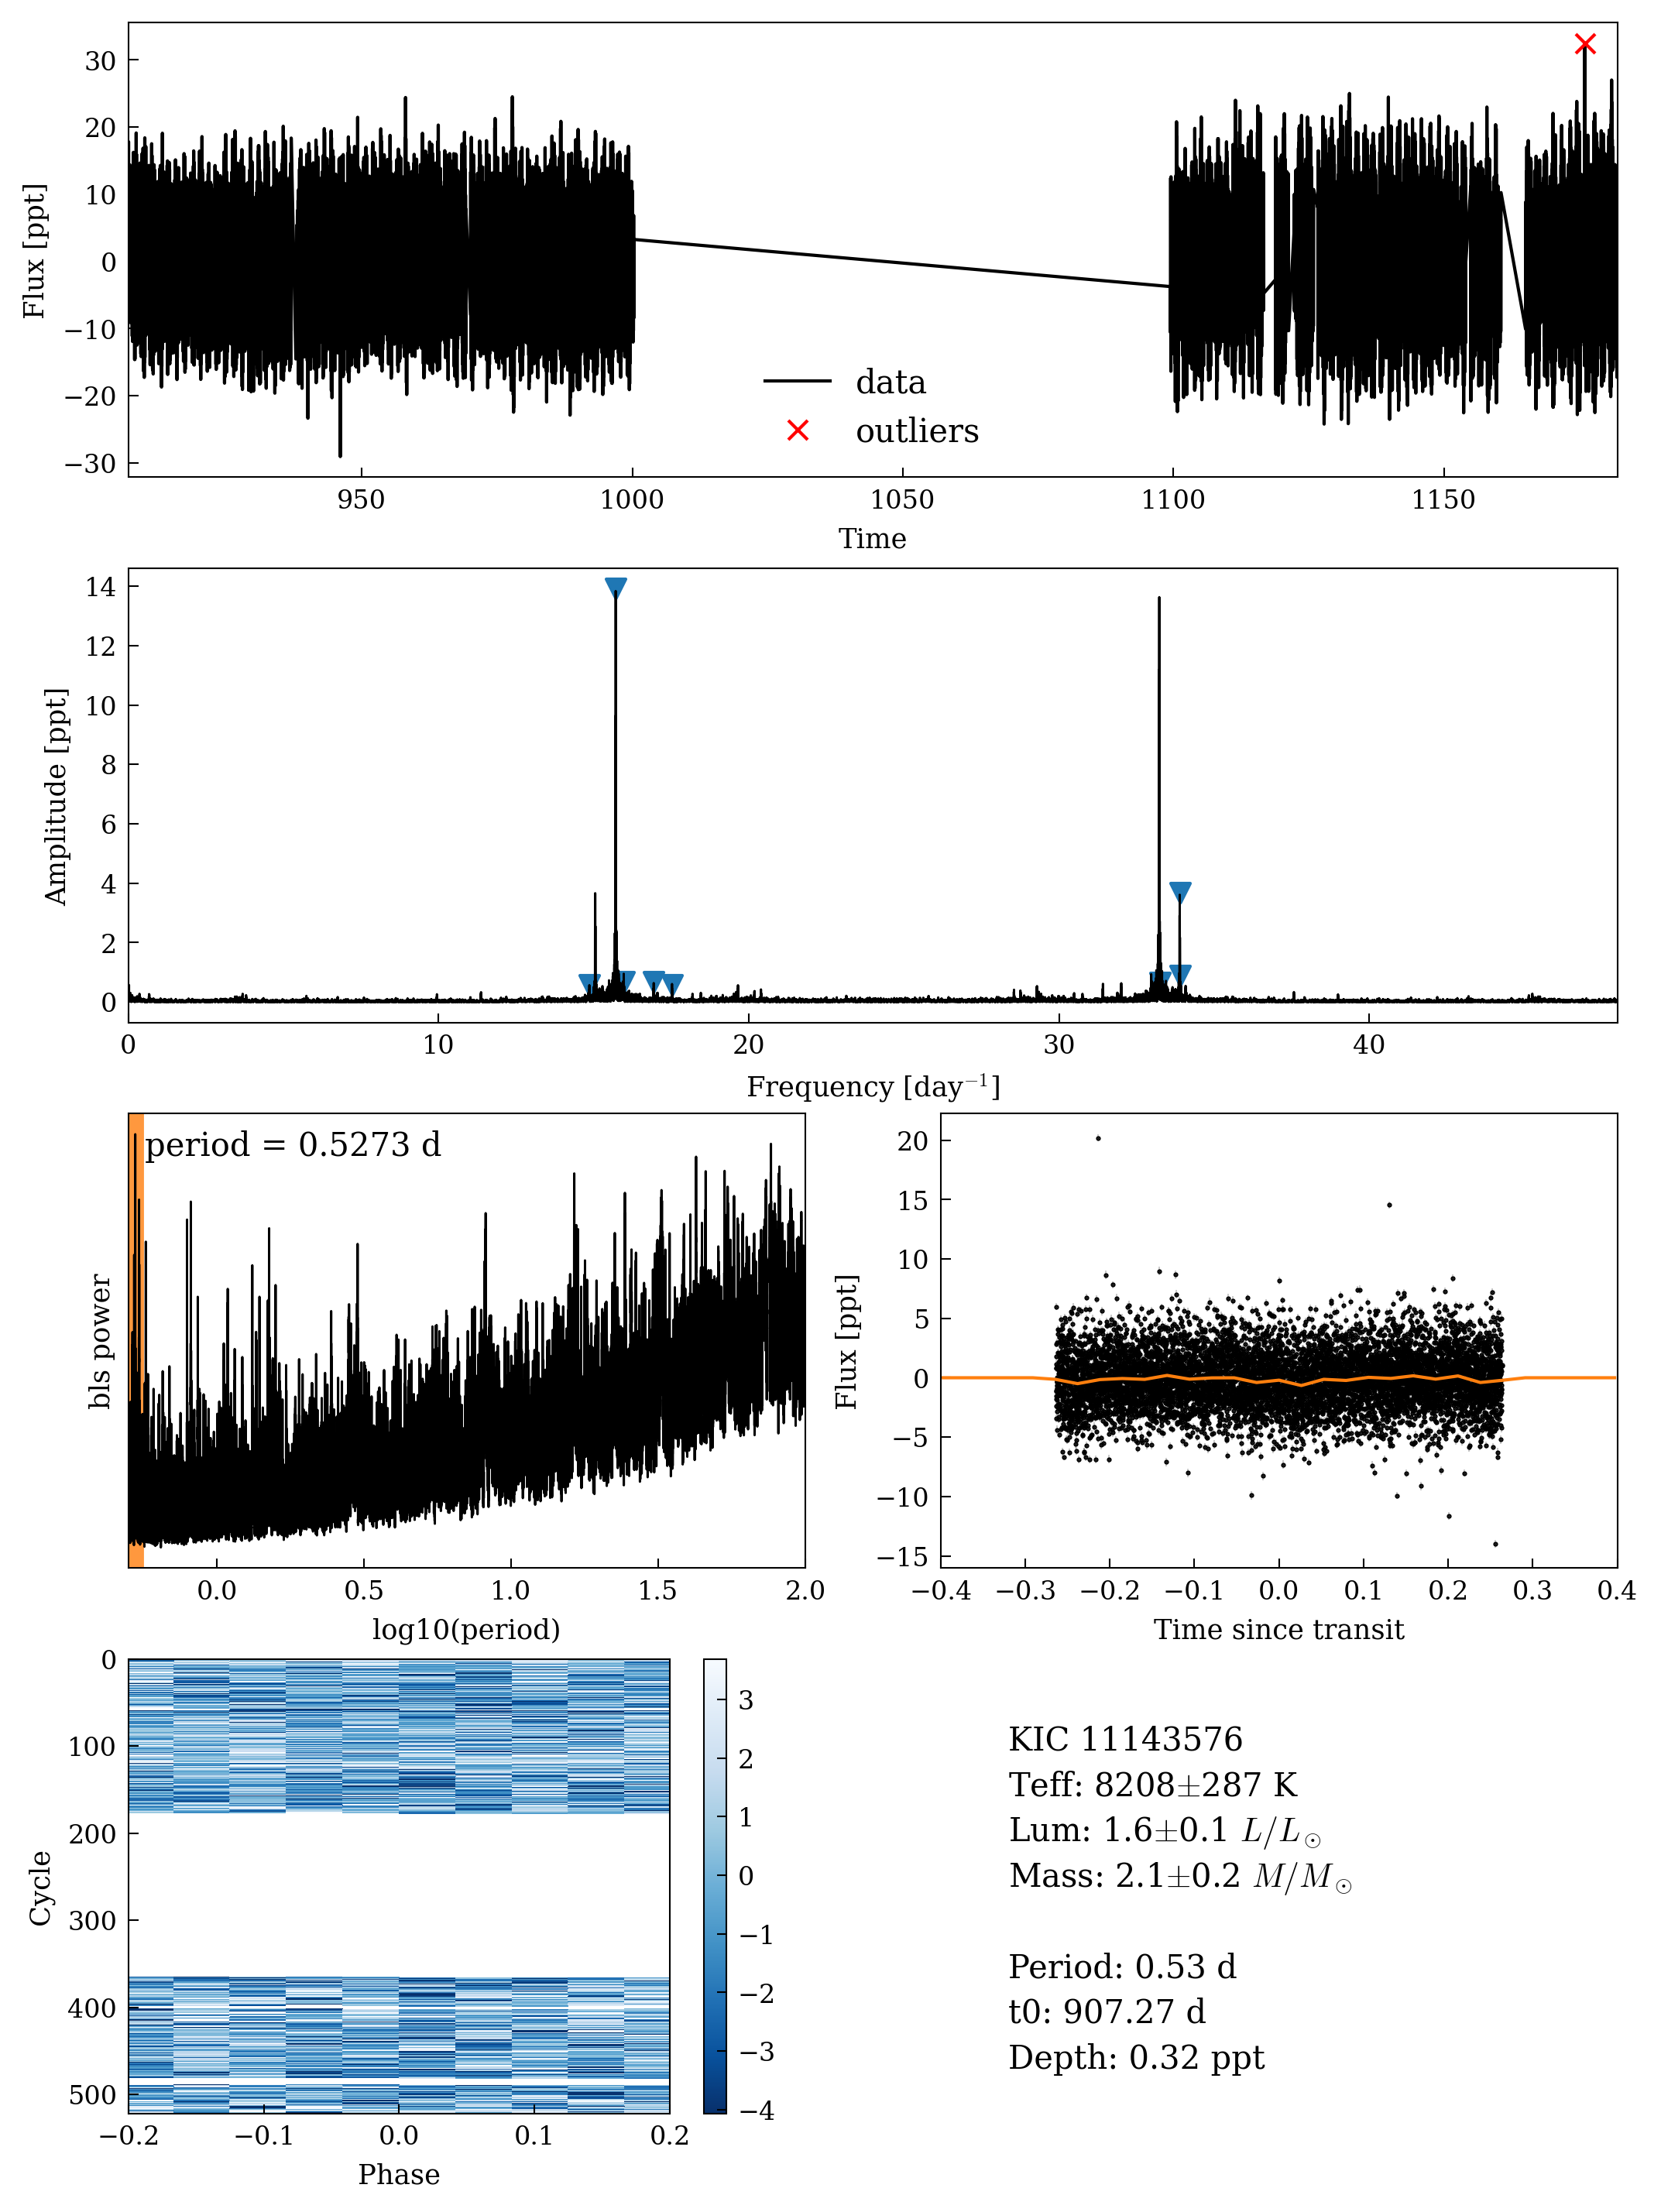 30
20
10
0
−10
−20
−30
Flux [ppt]
data
outliers
950 1000 1050 1100 1150
Time
14
12
10
8
6
4
2
0
Amplitude [ppt]
0 10 20 30 40
Frequency [day⁻¹]
period = 0.5273 d
bls power
0.0 0.5 1.0 1.5 2.0
log10(period)
20
15
10
5
0
−5
−10
−15
Flux [ppt]
−0.4 −0.3 −0.2 −0.1 0.0 0.1 0.2 0.3 0.4
Time since transit
0
100
200
300
400
500
Cycle
−0.2 −0.1 0.0 0.1 0.2
Phase
3
2
1
0
−1
−2
−3
−4
KIC 11143576
Teff: 8208±287 K
Lum: 1.6±0.1 L/L⊙
Mass: 2.1±0.2 M/M⊙
Period: 0.53 d
t0: 907.27 d
Depth: 0.32 ppt